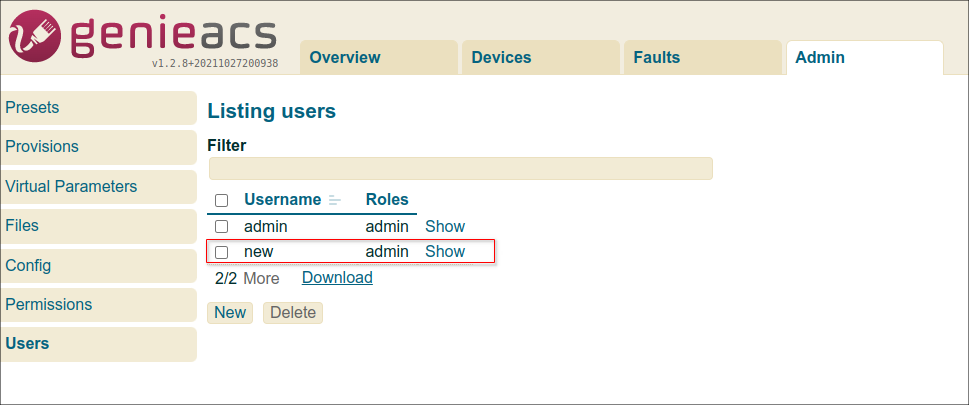 genieacs
v1.2.8+20211027200938
Overview Devices Faults Admin
Presets
Provisions
Virtual Parameters
Files
Config
Permissions
Users
Listing users
Filter
Username Roles
admin admin Show
new admin Show
2/2 More Download
New Delete